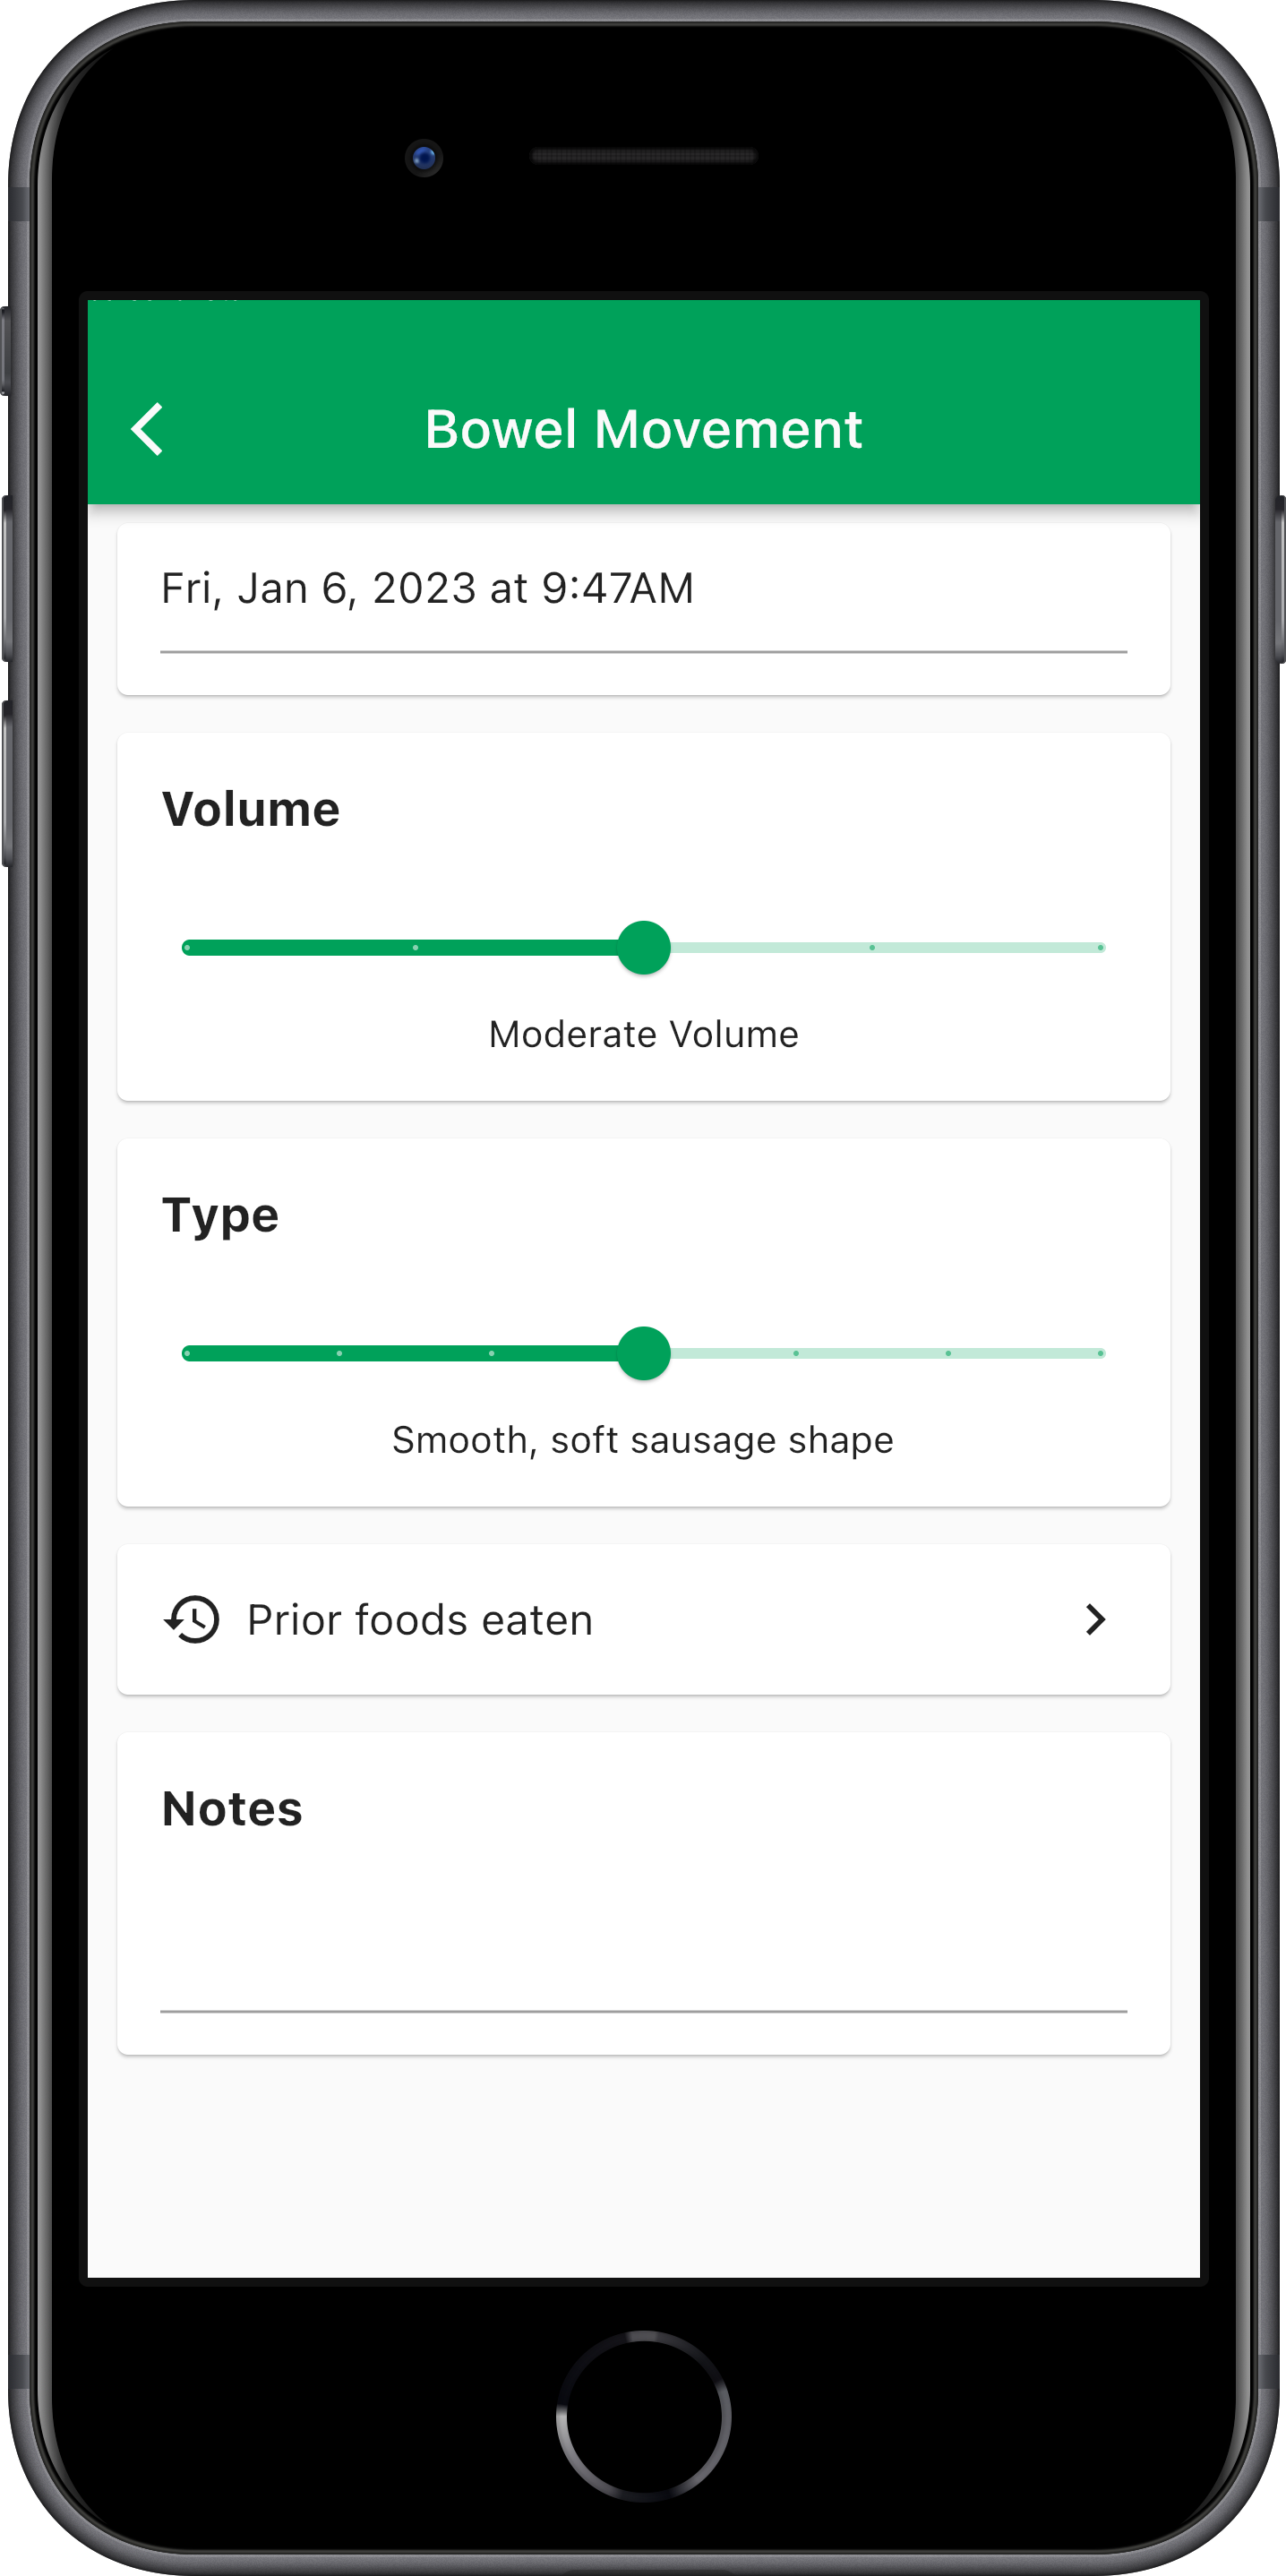 Bowel Movement
Fri, Jan 6, 2023 at 9:47AM
Volume
Moderate Volume
Type
Smooth, soft sausage shape
Prior foods eaten
Notes